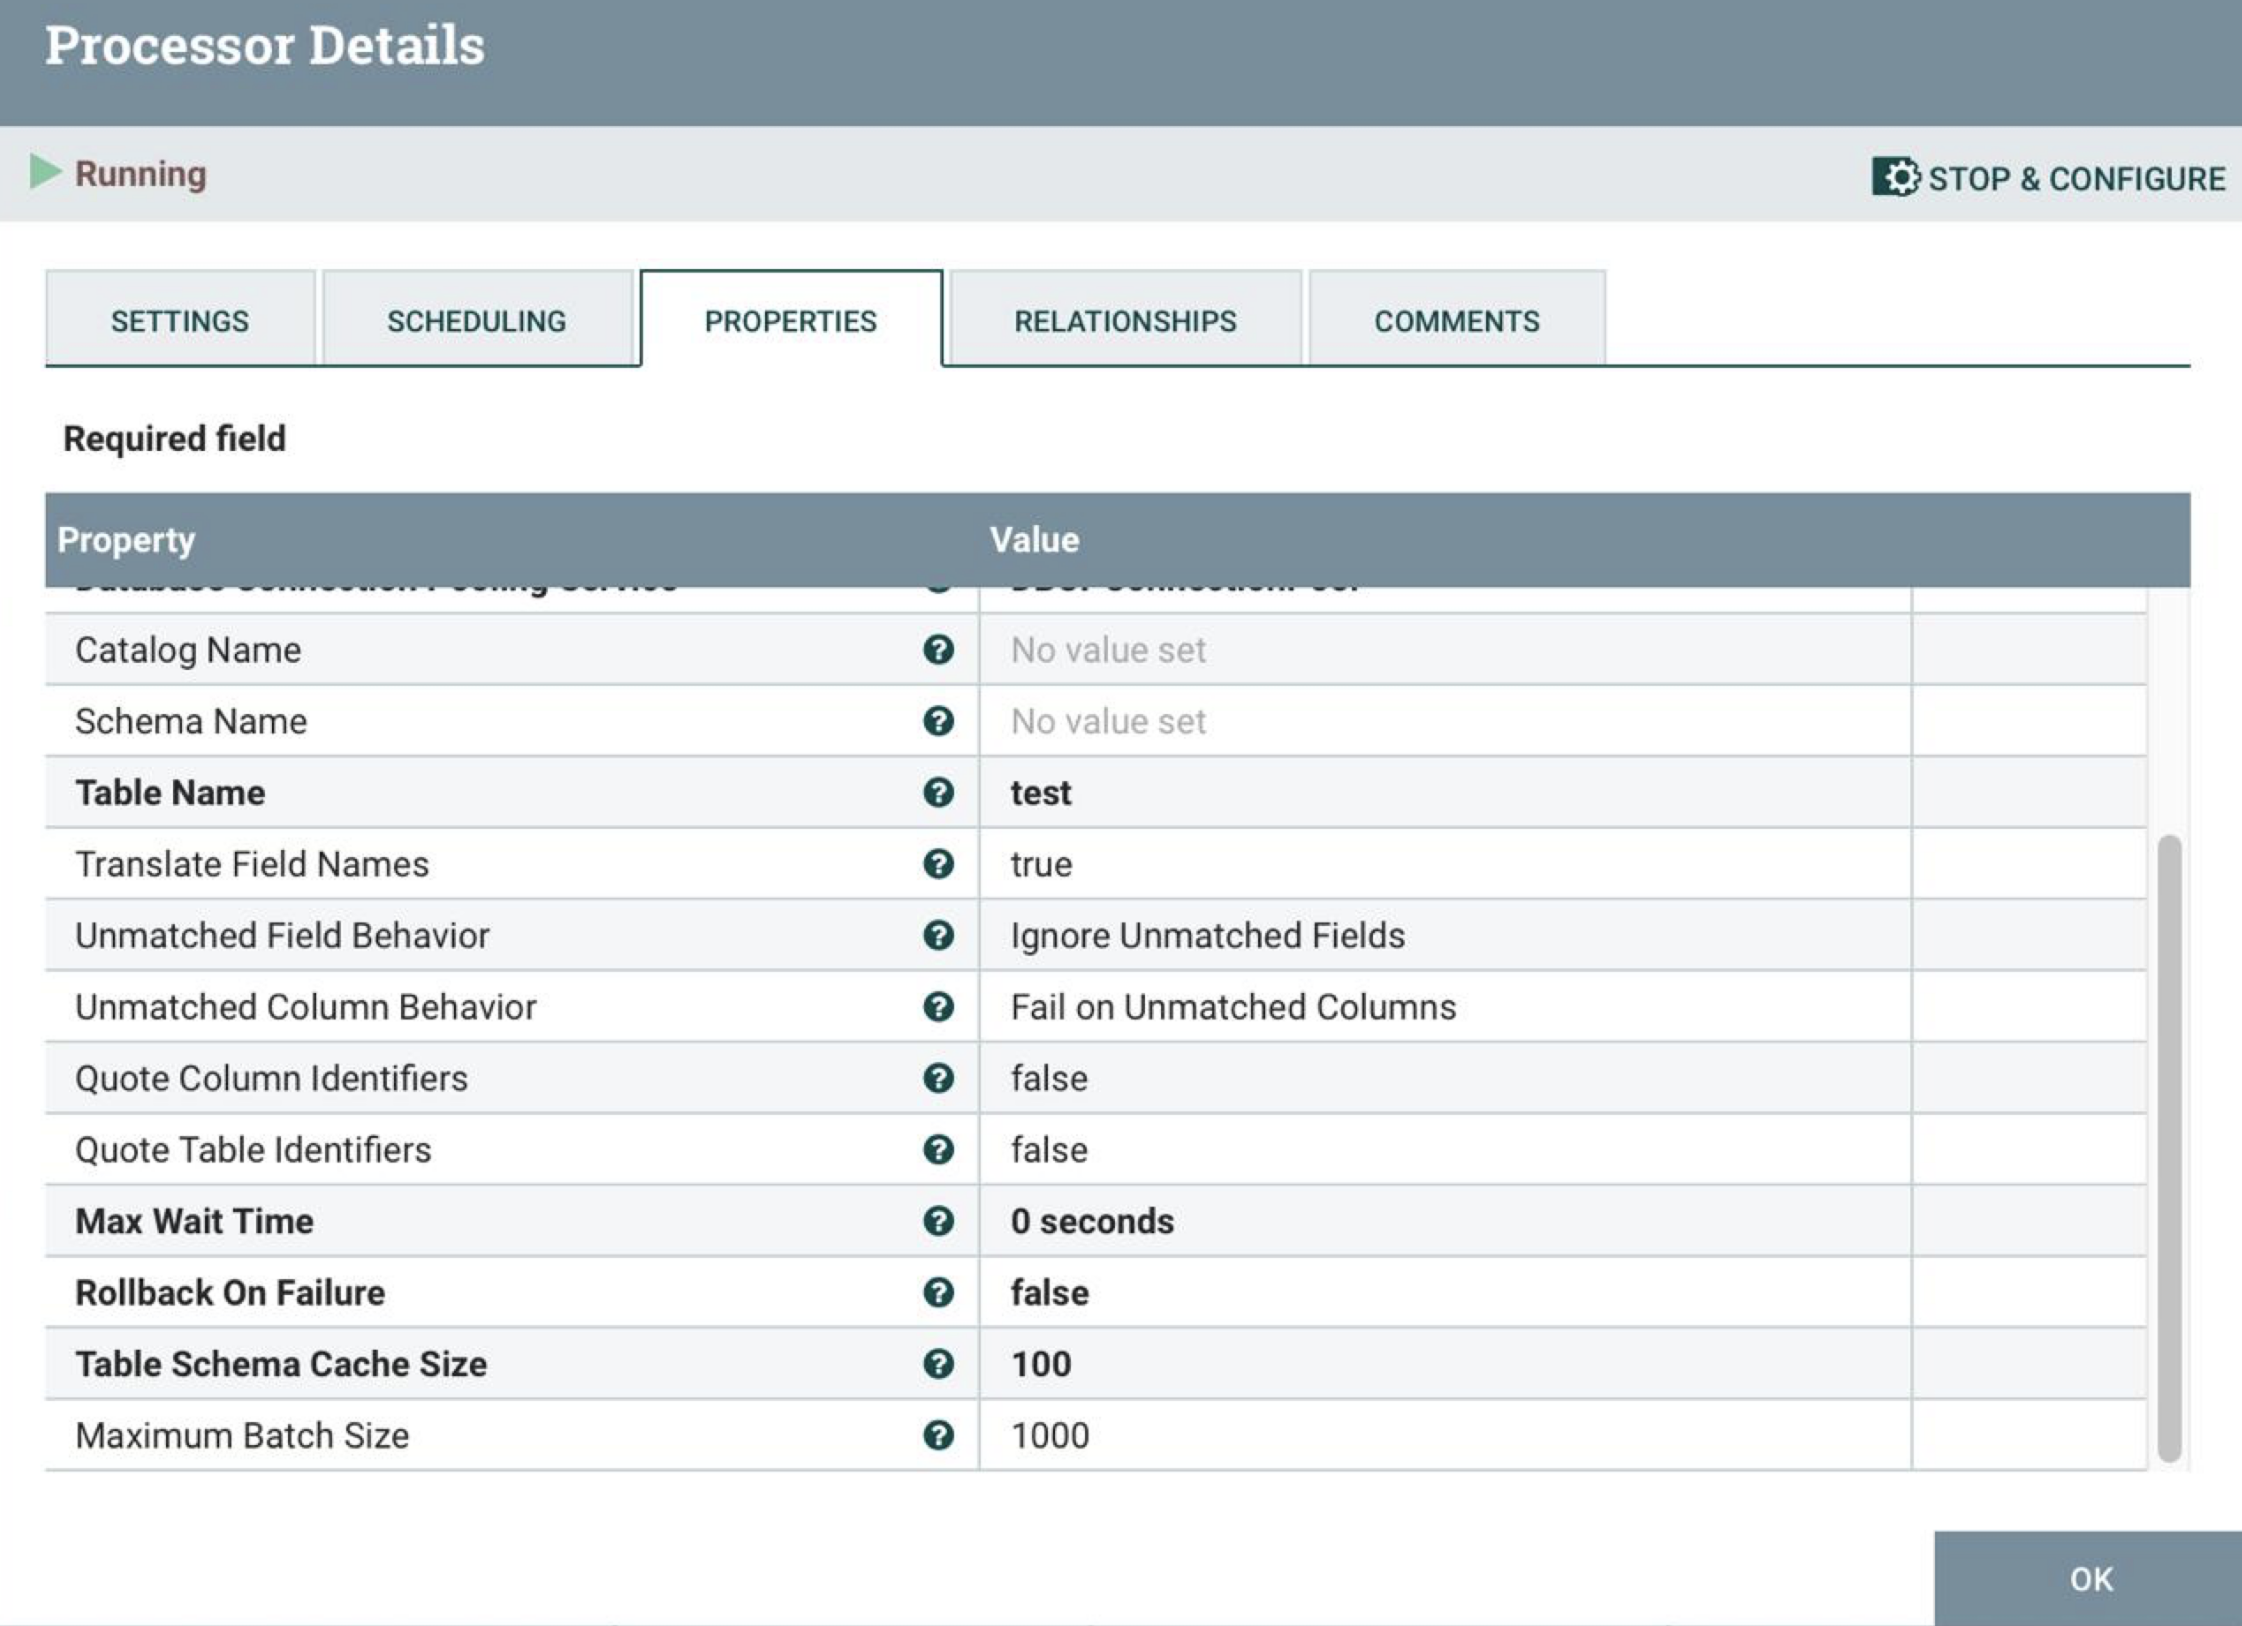 Processor Details
Running
STOP & CONFIGURE
SETTINGS SCHEDULING PROPERTIES RELATIONSHIPS COMMENTS
Required field
Property Value
Catalog Name ? No value set
Schema Name ? No value set
Table Name ? test
Translate Field Names ? true
Unmatched Field Behavior ? Ignore Unmatched Fields
Unmatched Column Behavior ? Fail on Unmatched Columns
Quote Column Identifiers ? false
Quote Table Identifiers ? false
Max Wait Time ? 0 seconds
Rollback On Failure ? false
Table Schema Cache Size ? 100
Maximum Batch Size ? 1000
OK